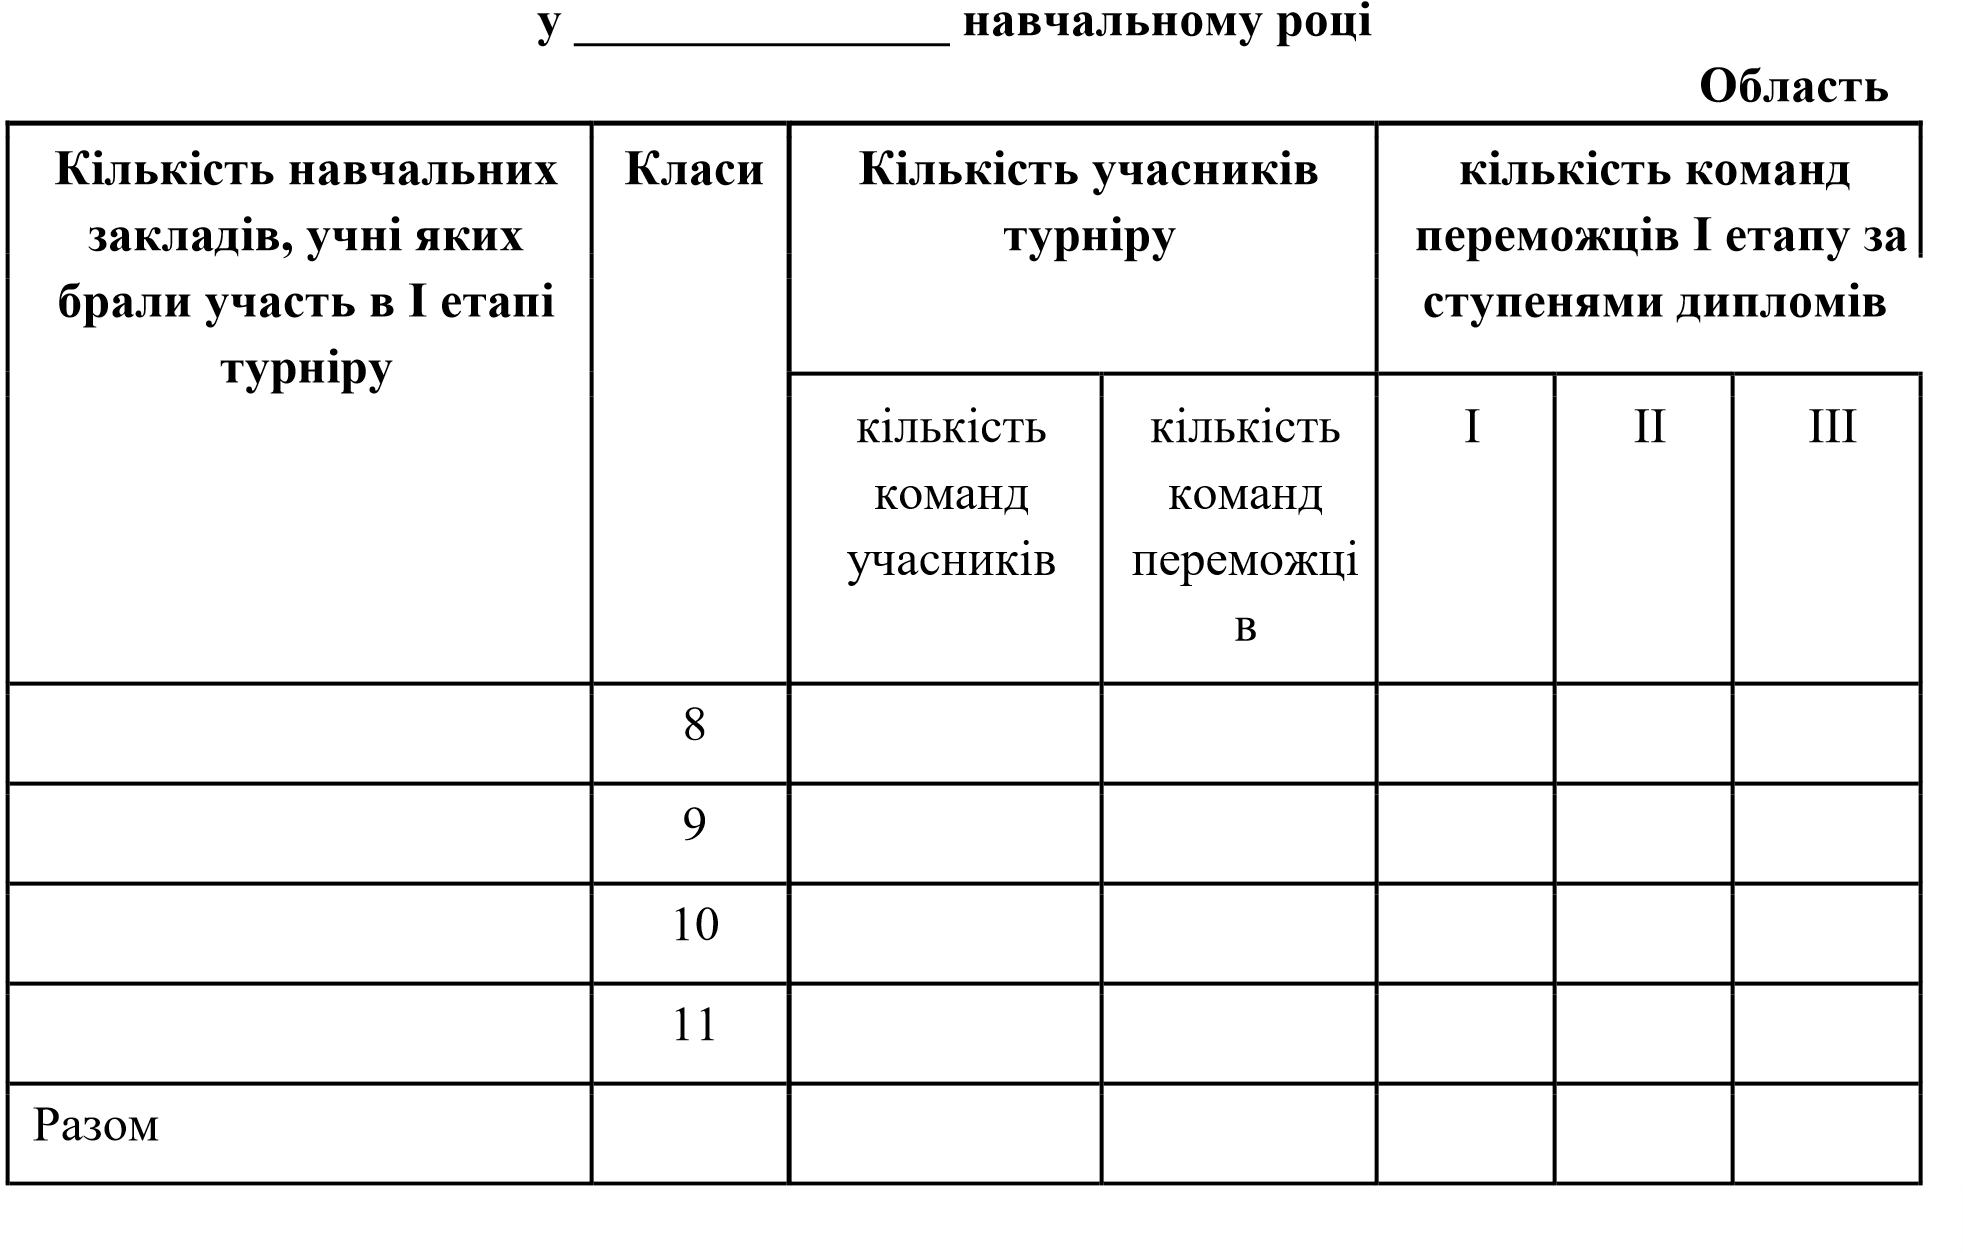 у _______________ навчальному році
Область
Кількість навчальних
закладів, учні яких
брали участь в І етапі
турніру
Класи
Кількість учасників
турніру
кількість команд
переможців І етапу за
ступенями дипломів
кількість
команд
учасників
кількість
команд
переможці
в
І
ІІ
ІІІ
8
9
10
11
Разом